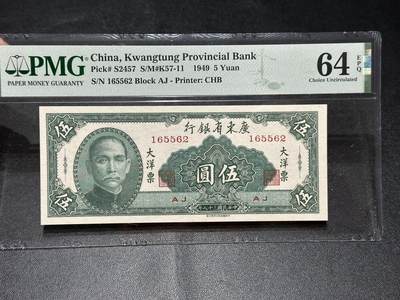 PMG
PAPER MONEY GUARANTY
China, Kwangtung Provincial Bank
Pick# S2457 S/M#K57-11 1949 5 Yuan
S/N 165562 Block AJ - Printer: CHB
64 EPQ
Choice Uncirculated
行銀省東廣
165562 165562
伍 伍
大洋票 圓伍 大洋票
AJ AJ
伍 伍